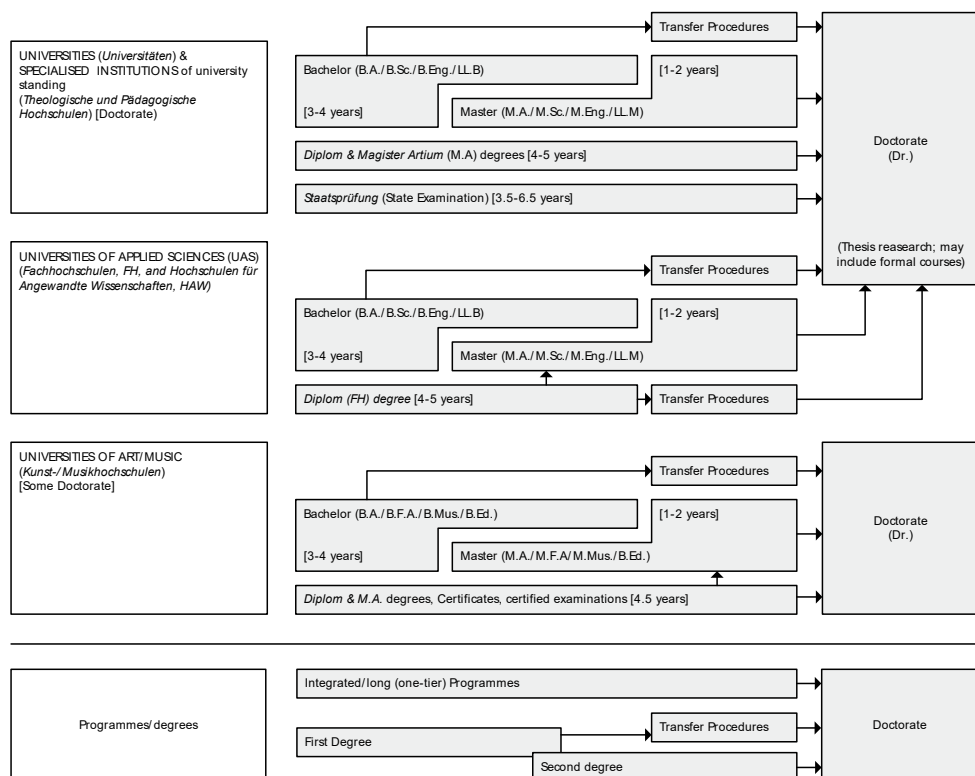 Transfer Procedures
UNIVERSITIES (Universitäten) &
SPECIALISED INSTITUTIONS of university
standing
(Theologische und Pädagogische
Hochschulen) [Doctorate)
Bachelor (B.A./B.Sc./B.Eng./LL.B)
[1-2 years]
[3-4 years]
Master (M.A./M.Sc./M.Eng./LL.M)
Diplom & Magister Artium (M.A) degrees [4-5 years]
Staatsprüfung (State Examination) [3.5-6.5 years]
Doctorate
(Dr.)
(Thesis reasearch; may
include formal courses)
UNIVERSITIES OF APPLIED SCIENCES (UAS)
(Fachhochschulen, FH, and Hochschulen für
Angewandte Wissenschaften, HAW)
Transfer Procedures
Bachelor (B.A./B.Sc./B.Eng./LL.B)
[1-2 years]
[3-4 years]
Master (M.A./M.Sc./M.Eng./LL.M)
Diplom (FH) degree [4-5 years]
Transfer Procedures
UNIVERSITIES OF ART/MUSIC
(Kunst-/Musikhochschulen)
[Some Doctorate]
Transfer Procedures
Bachelor (B.A./B.F.A./B.Mus./B.Ed.)
[1-2 years]
[3-4 years]
Master (M.A./M.F.A/M.Mus./B.Ed.)
Diplom & M.A. degrees, Certificates, certified examinations [4.5 years]
Doctorate
(Dr.)
Programmes/degrees
Integrated/long (one-tier) Programmes
Transfer Procedures
First Degree
Second degree
Doctorate